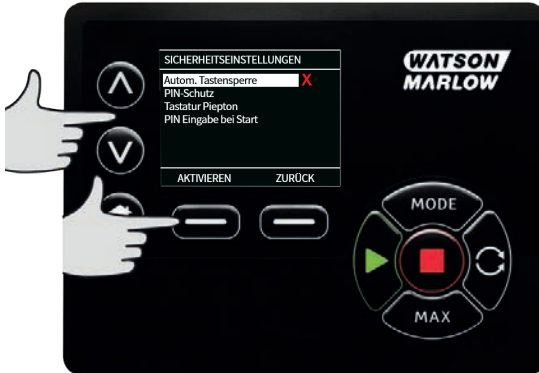 SICHERHEITSEINSTELLUNGEN
Autom. Tastensperre X
PIN-Schutz
Tastatur Piepton
PIN Eingabe bei Start
AKTIVIEREN ZURÜCK
WATSON
MARLOW
MODE
MAX